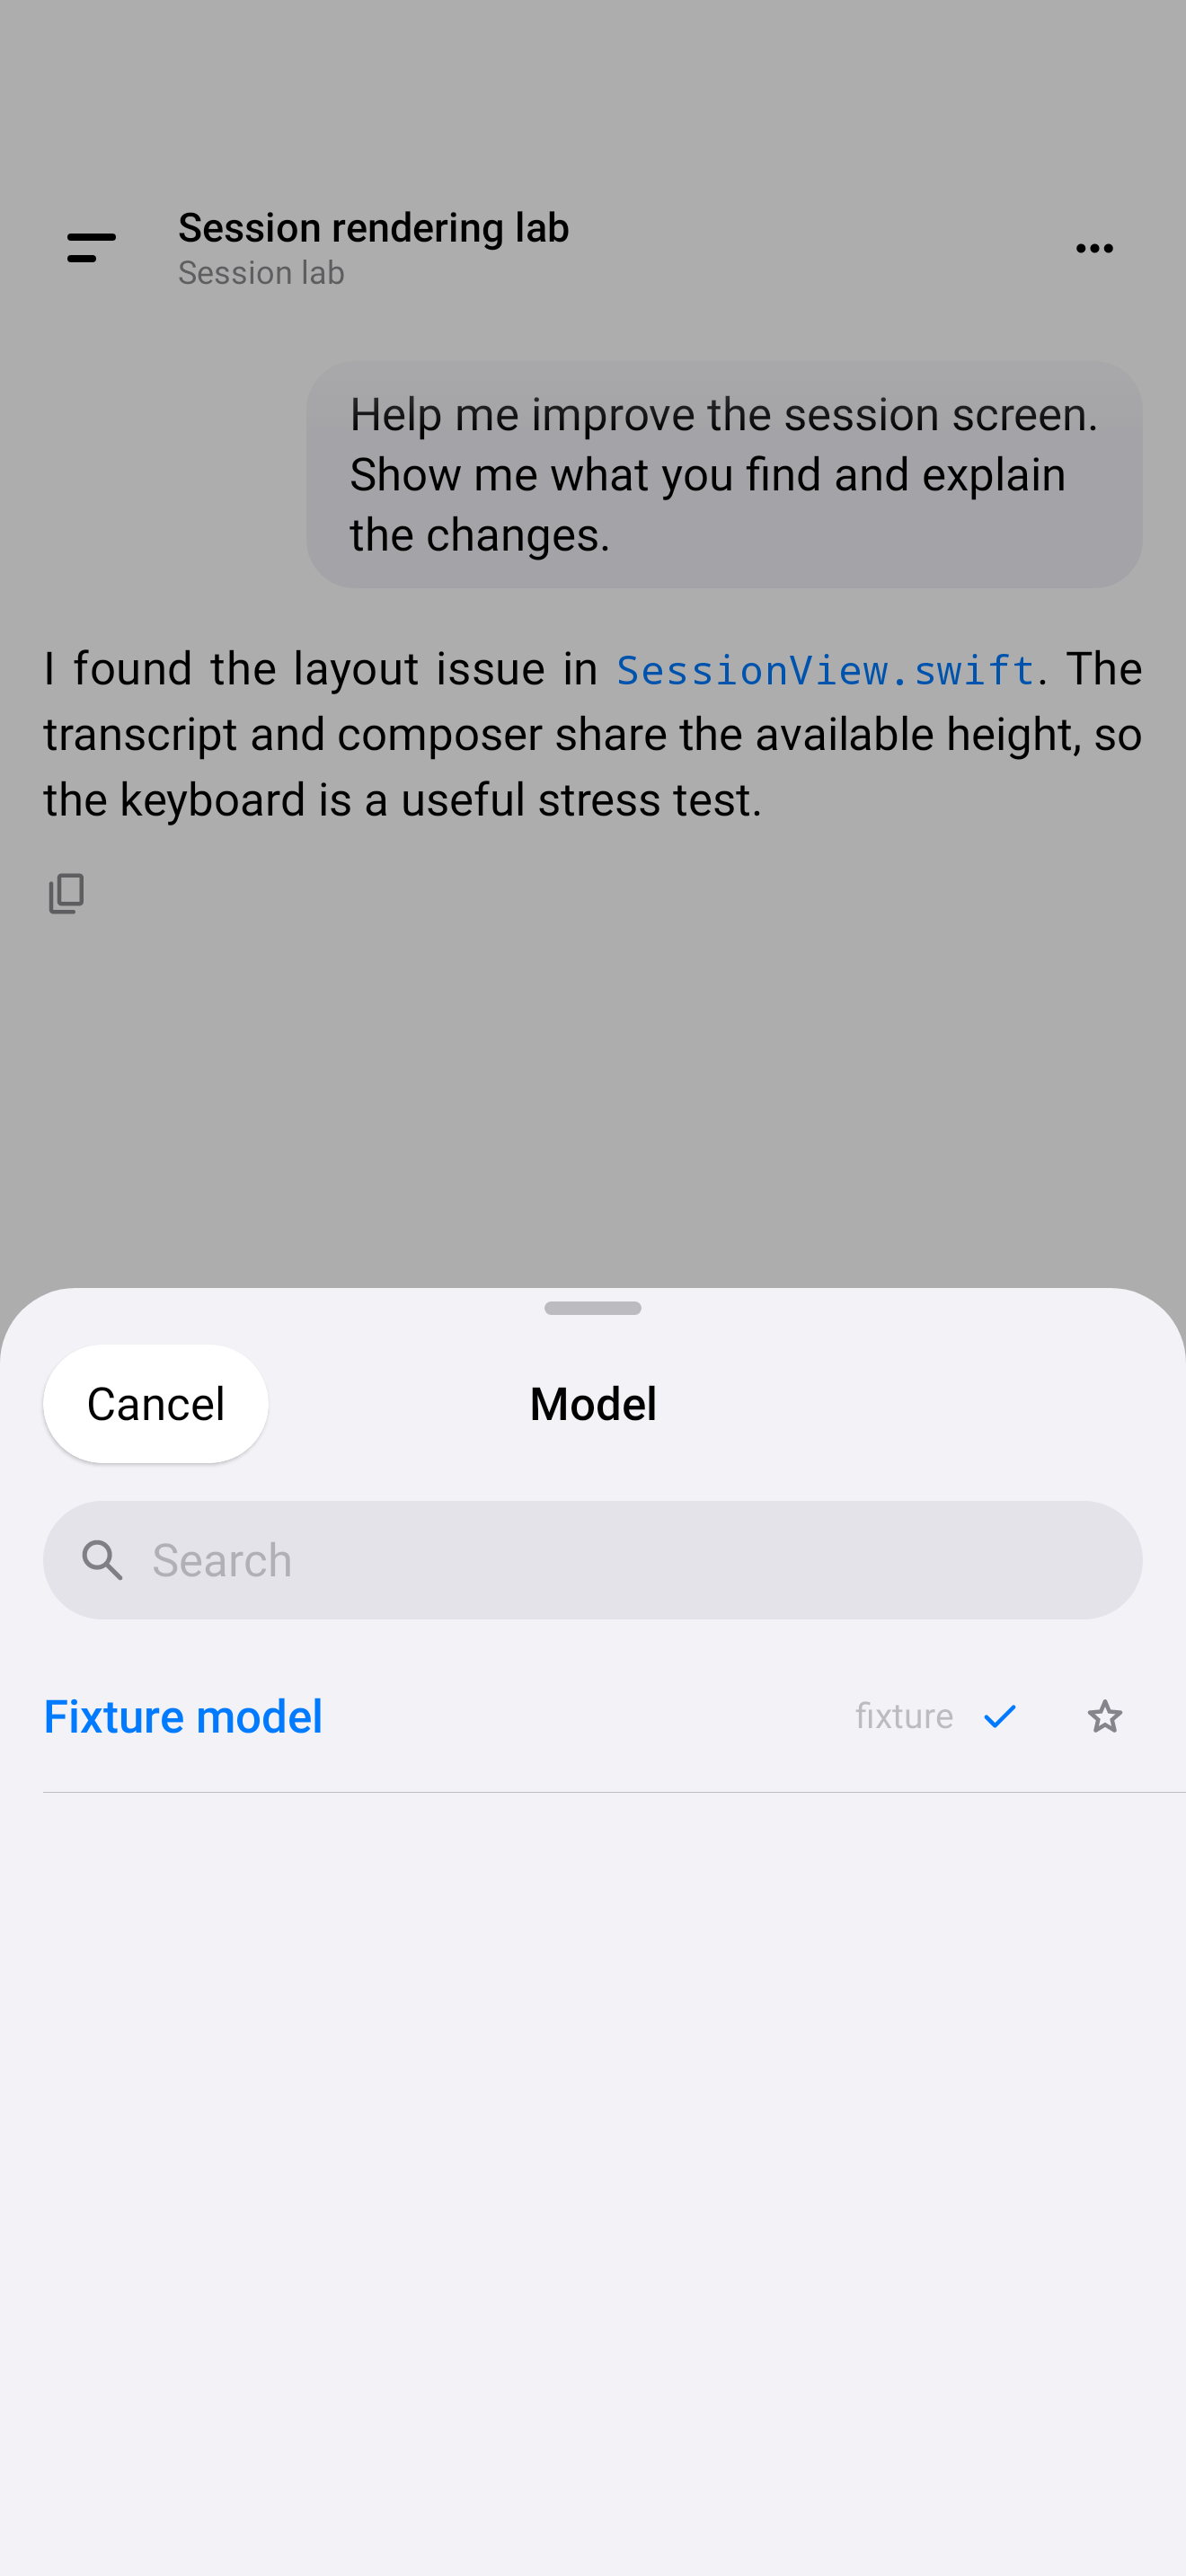 Session rendering lab
Session lab
Help me improve the session screen.
Show me what you find and explain
the changes.
I found the layout issue in SessionView.swift. The
transcript and composer share the available height, so
the keyboard is a useful stress test.
Cancel
Model
Search
Fixture model
fixture